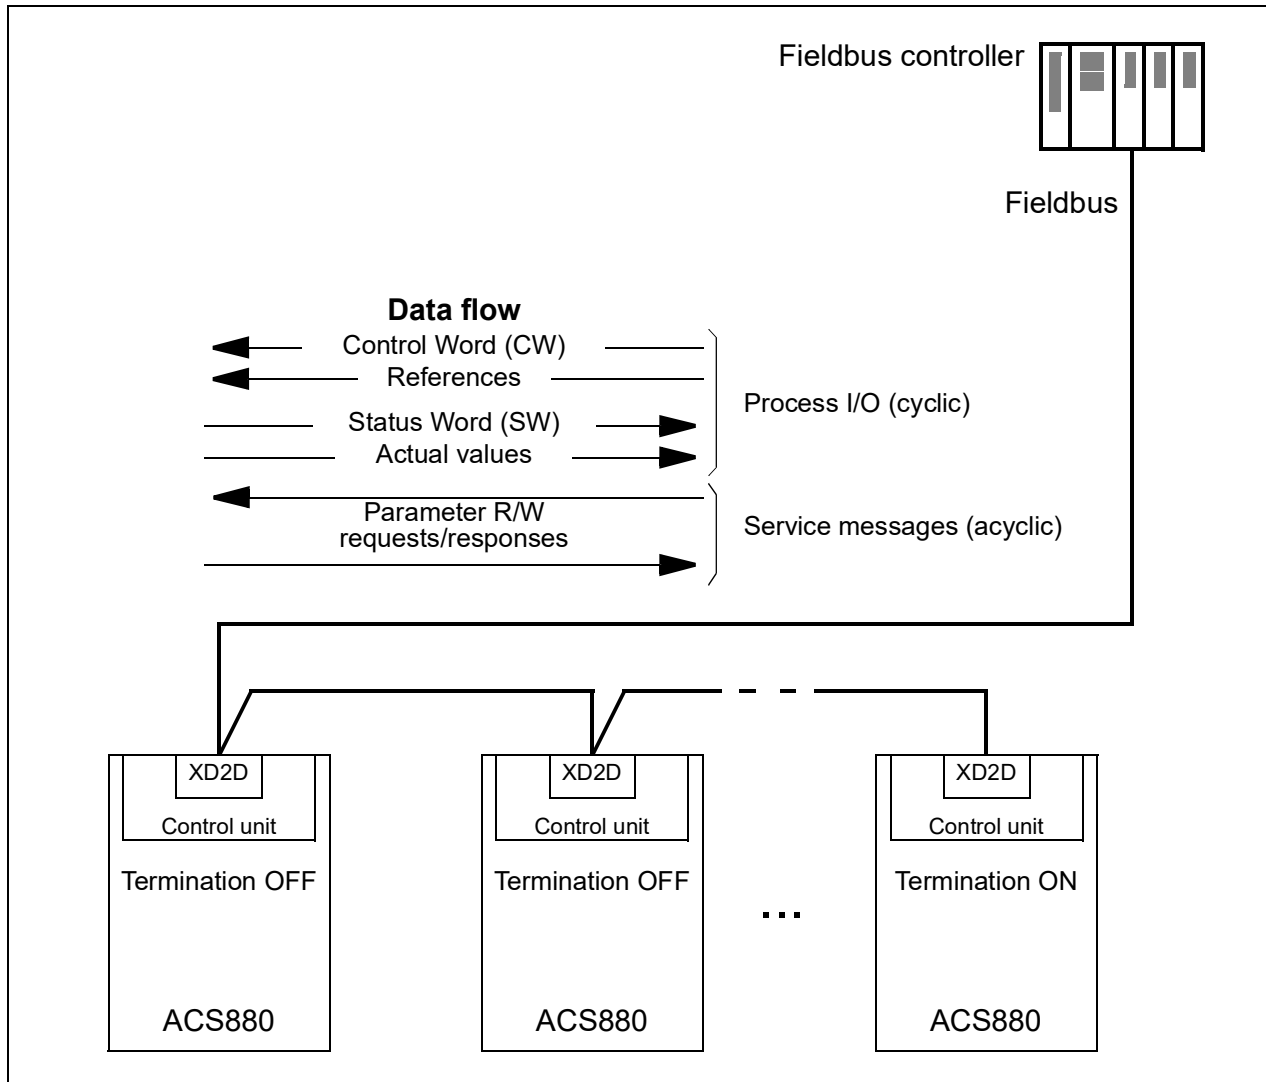 Fieldbus controller
Fieldbus
Data flow
Control Word (CW)
References
Status Word (SW)
Actual values
Process I/O (cyclic)
Parameter R/W
requests/responses
Service messages (acyclic)
XD2D
Control unit
Termination OFF
ACS880
XD2D
Control unit
Termination OFF
ACS880
...
XD2D
Control unit
Termination ON
ACS880